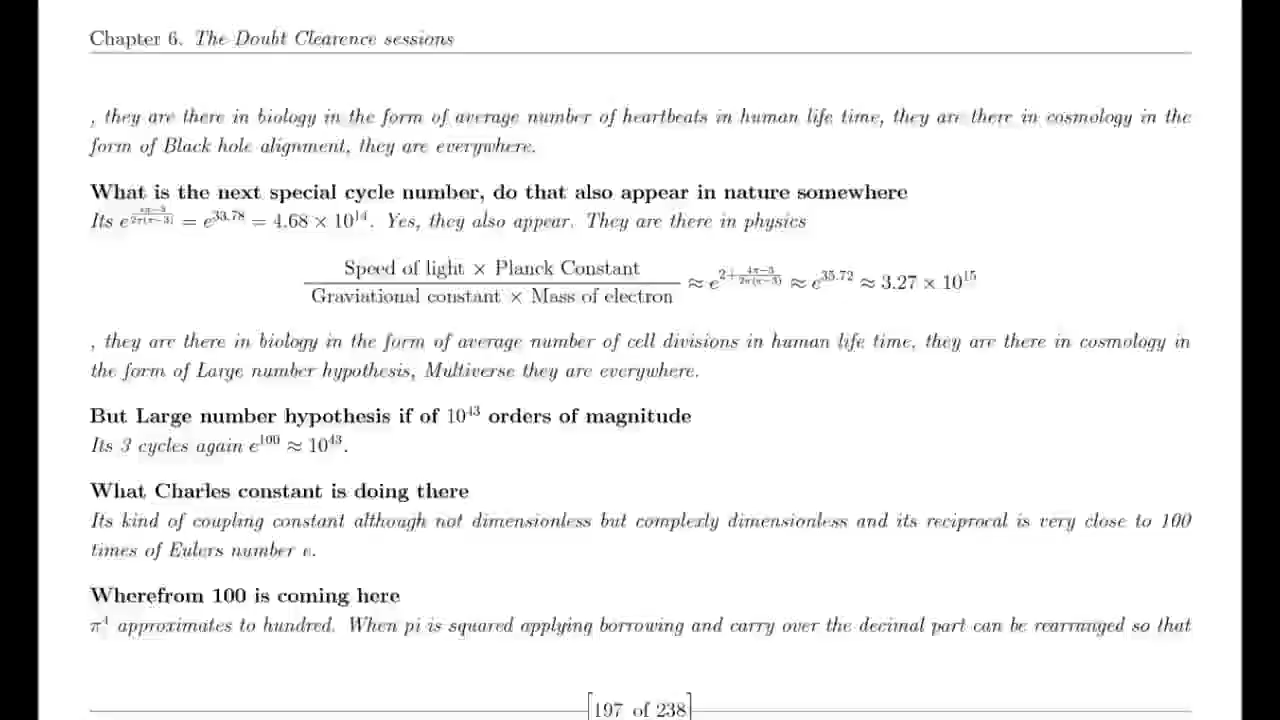 Chapter 6. The Doubt Clearence sessions
, they are there in biology in the form of average number of heartbeats in human life time, they are there in cosmology in the
form of Black hole alignment, they are everywhere.
What is the next special cycle number, do that also appear in nature somewhere
Its e^{/2π(π−3)} = e^{33.78} = 4.68 × 10^{14}. Yes, they also appear. They are there in physics
Speed of light × Planck Constant
Graviational constant × Mass of electron ≈ e^{2+\frac{4π−3}{2π(π−3)}} ≈ e^{35.72} ≈ 3.27 × 10^{15}
, they are there in biology in the form of average number of cell divisions in human life time, they are there in cosmology in
the form of Large number hypothesis, Multiverse they are everywhere.
But Large number hypothesis if of 10^{43} orders of magnitude
Its 3 cycles again e^{100} ≈ 10^{43}.
What Charles constant is doing there
Its kind of coupling constant although not dimensionless but complexly dimensionless and its reciprocal is very close to 100
times of Eulers number e.
Wherefrom 100 is coming here
π^4 approximates to hundred. When pi is squared applying borrowing and carry over the decimal part can be rearranged so that
[197 of 238]